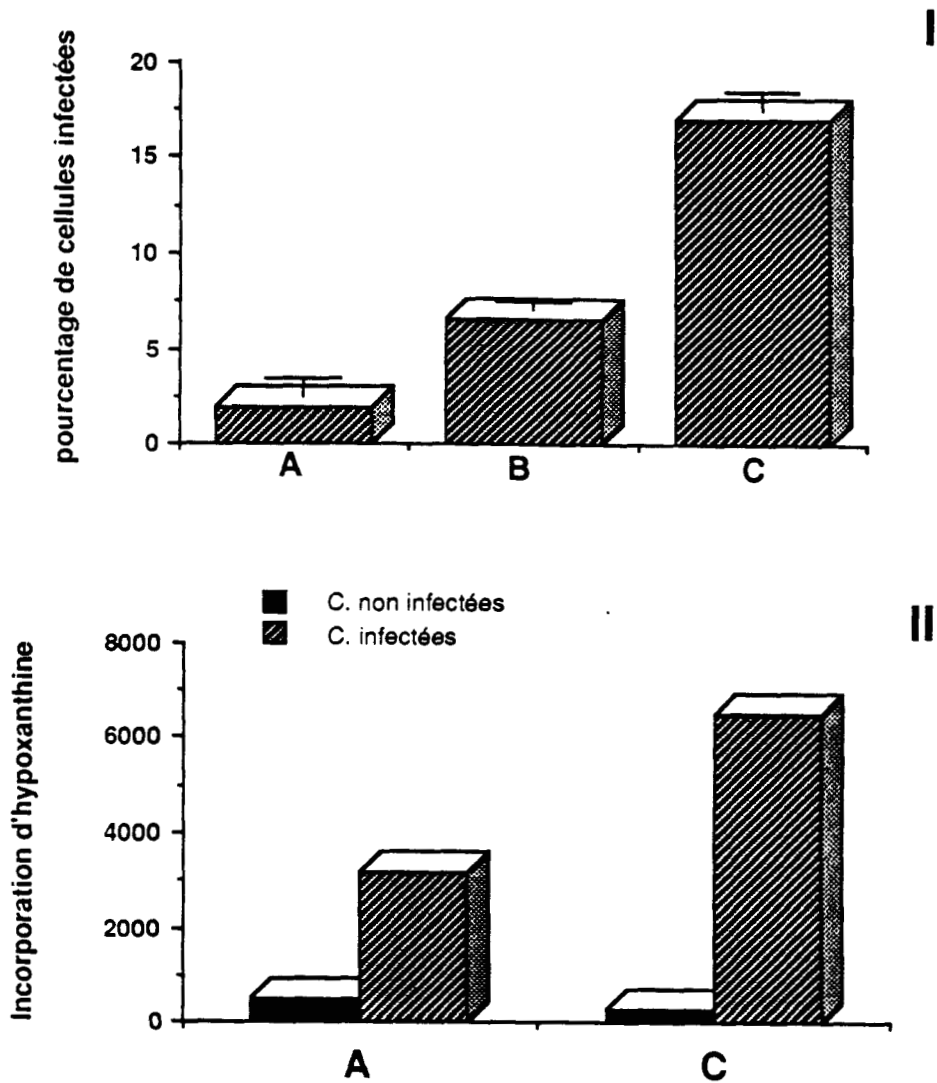 I
pourcentage de cellules infectées
20
15
10
5
0
A
B
C
II
C. non infectées
C. infectées
Incorporation d'hypoxanthine
8000
6000
4000
2000
0
A
C